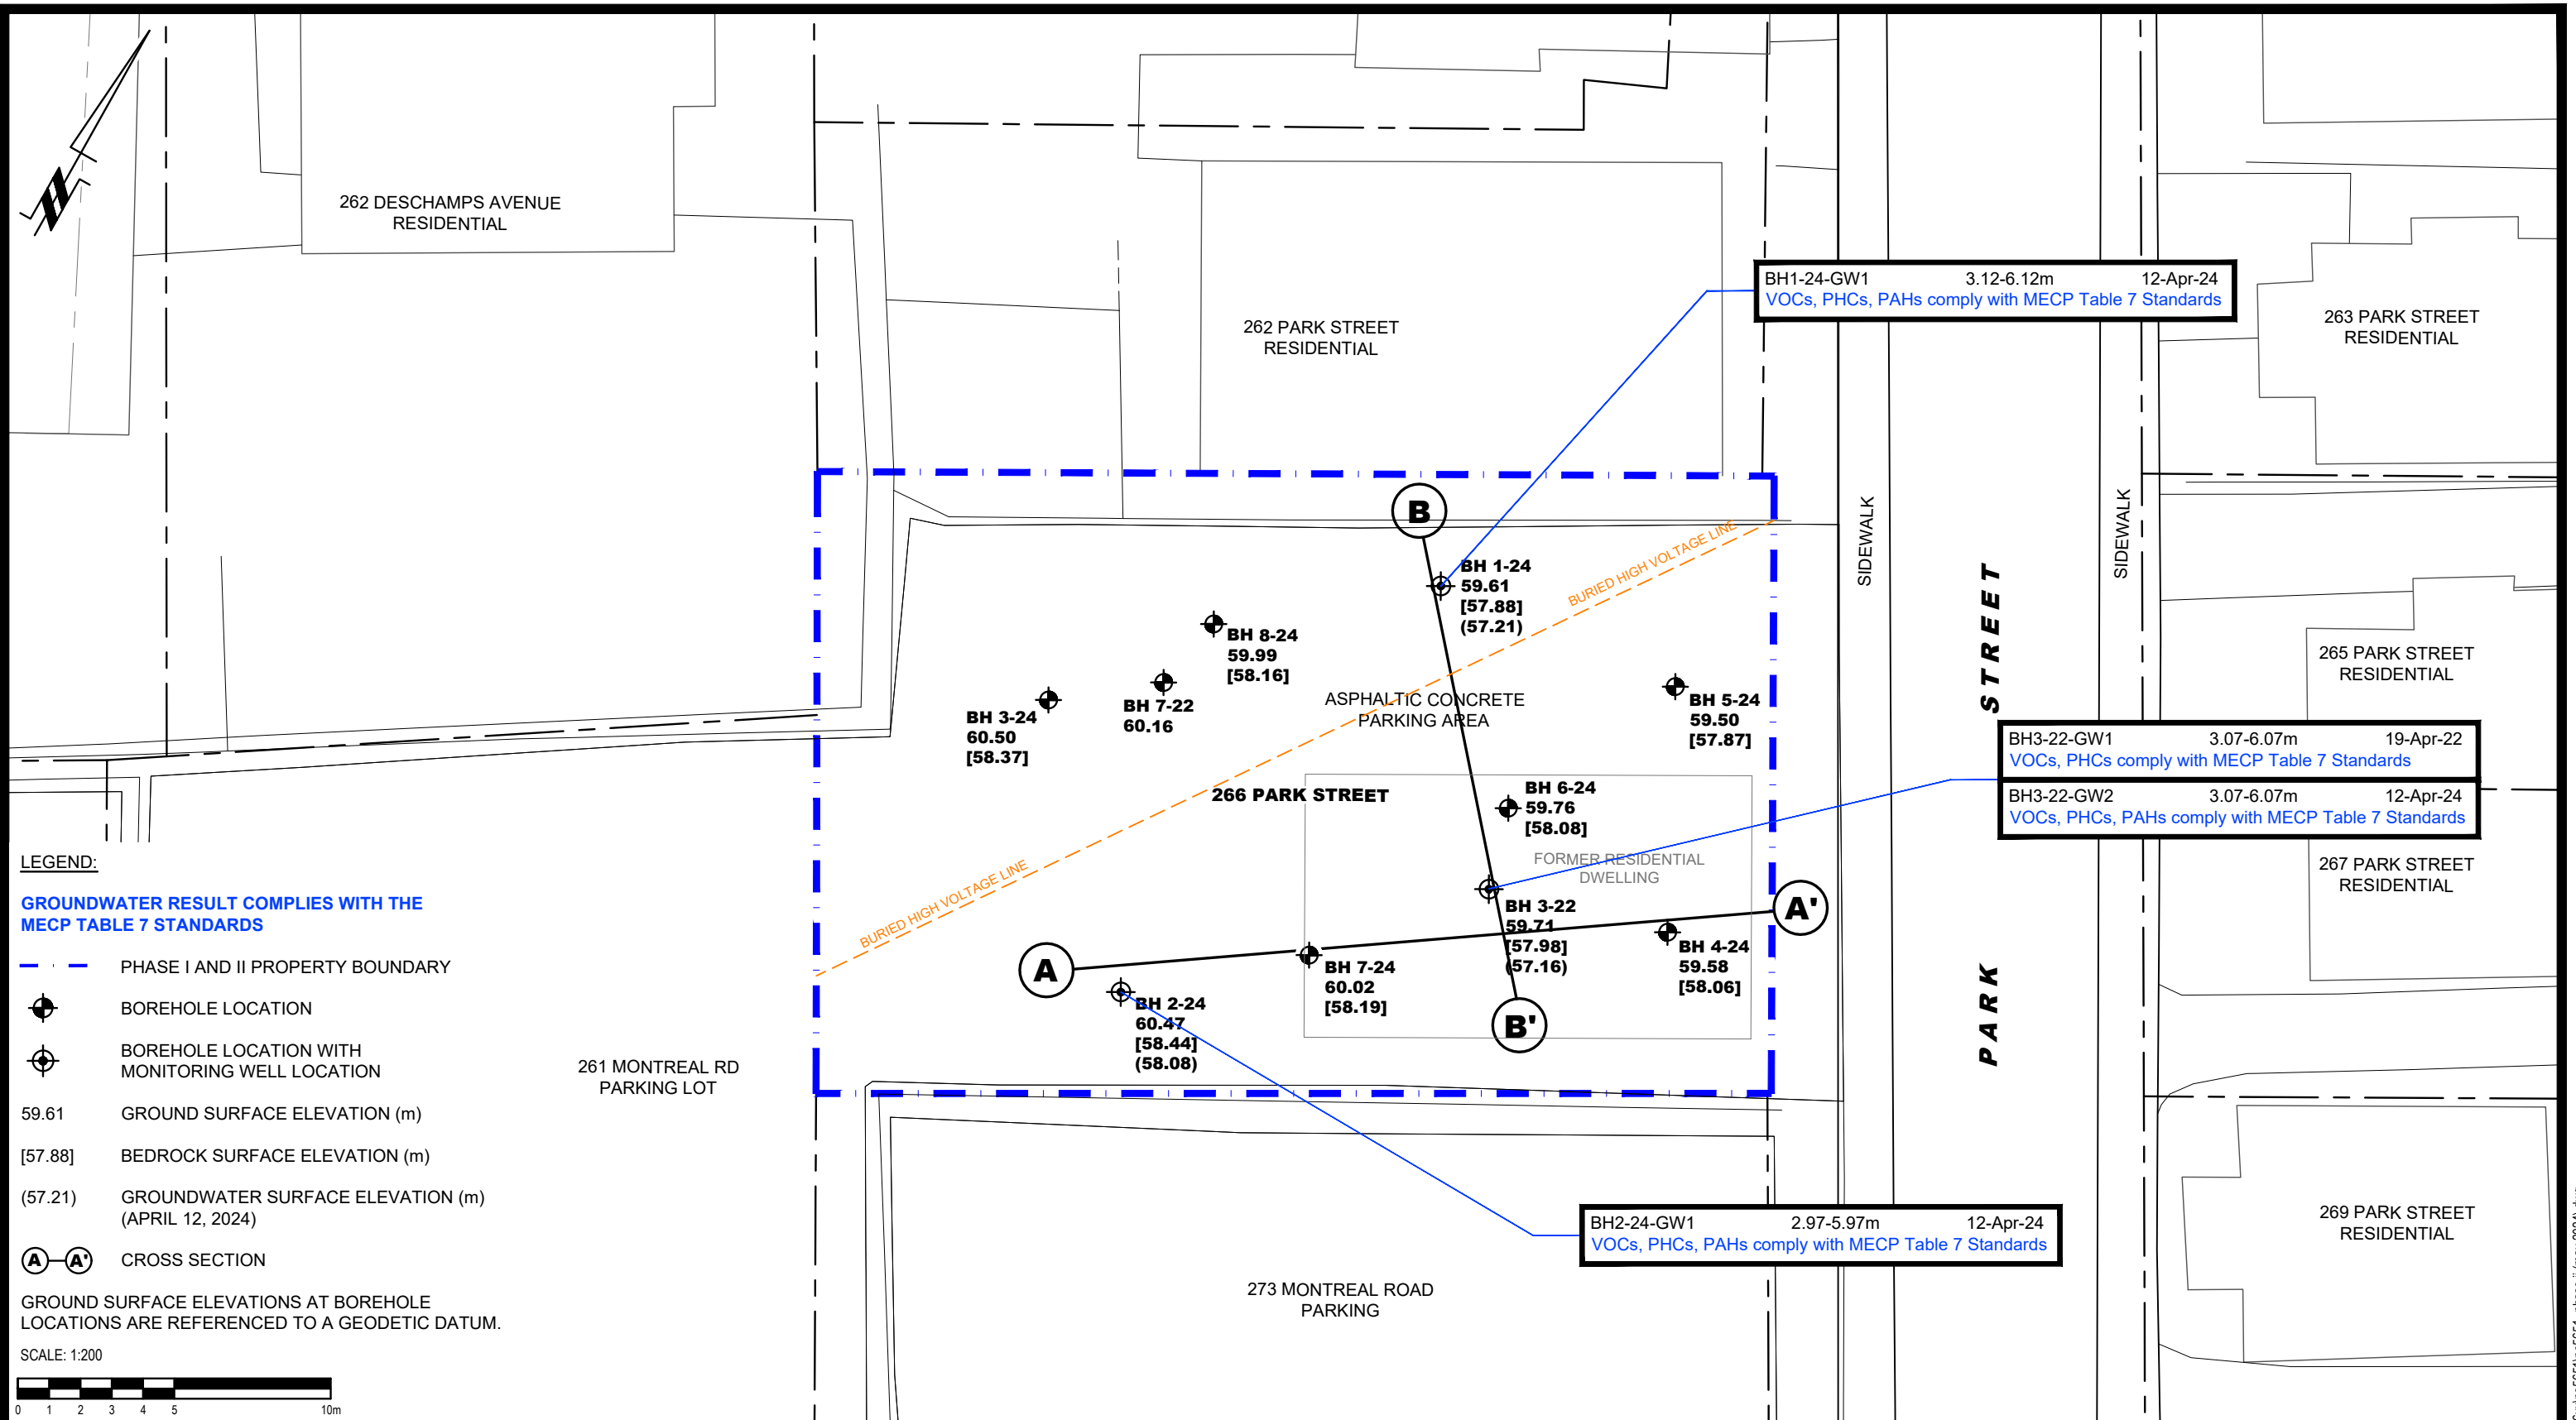 262 DESCHAMPS AVENUE
RESIDENTIAL
262 PARK STREET
RESIDENTIAL
BH1-24-GW1 3.12-6.12m 12-Apr-24
VOCs, PHCs, PAHs comply with MECP Table 7 Standards
263 PARK STREET
RESIDENTIAL
B
BH 1-24
59.61
[57.88]
(57.21)
BURIED HIGH VOLTAGE LINE
SIDEWALK
SIDEWALK
PARK STREET
BH 8-24
59.99
[58.16]
BH 7-22
60.16
BH 3-24
60.50
[58.37]
ASPHALTIC CONCRETE
PARKING AREA
BH 5-24
59.50
[57.87]
265 PARK STREET
RESIDENTIAL
BH3-22-GW1 3.07-6.07m 19-Apr-22
VOCs, PHCs comply with MECP Table 7 Standards
BH3-22-GW2 3.07-6.07m 12-Apr-24
VOCs, PHCs, PAHs comply with MECP Table 7 Standards
266 PARK STREET
BH 6-24
59.76
[58.08]
FORMER RESIDENTIAL
DWELLING
267 PARK STREET
RESIDENTIAL
BURIED HIGH VOLTAGE LINE
BH 3-22
59.71
[57.98]
(57.16)
A'
A
BH 4-24
59.58
[58.06]
BH 7-24
60.02
[58.19]
BH 2-24
60.47
[58.44]
(58.08)
B'
261 MONTREAL RD
PARKING LOT
BH2-24-GW1 2.97-5.97m 12-Apr-24
VOCs, PHCs, PAHs comply with MECP Table 7 Standards
269 PARK STREET
RESIDENTIAL
273 MONTREAL ROAD
PARKING
LEGEND:
GROUNDWATER RESULT COMPLIES WITH THE
MECP TABLE 7 STANDARDS
PHASE I AND II PROPERTY BOUNDARY
BOREHOLE LOCATION
BOREHOLE LOCATION WITH
MONITORING WELL LOCATION
59.61 GROUND SURFACE ELEVATION (m)
[57.88] BEDROCK SURFACE ELEVATION (m)
(57.21) GROUNDWATER SURFACE ELEVATION (m)
(APRIL 12, 2024)
A A' CROSS SECTION
GROUND SURFACE ELEVATIONS AT BOREHOLE
LOCATIONS ARE REFERENCED TO A GEODETIC DATUM.
SCALE: 1:200
0 1 2 3 4 5 10m